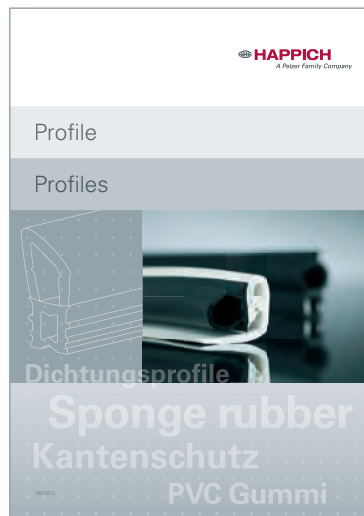 HAPPICH
A Pelzer Family Company
Profile
Profiles
Dichtungsprofile
Sponge rubber
Kantenschutz
PVC Gummi